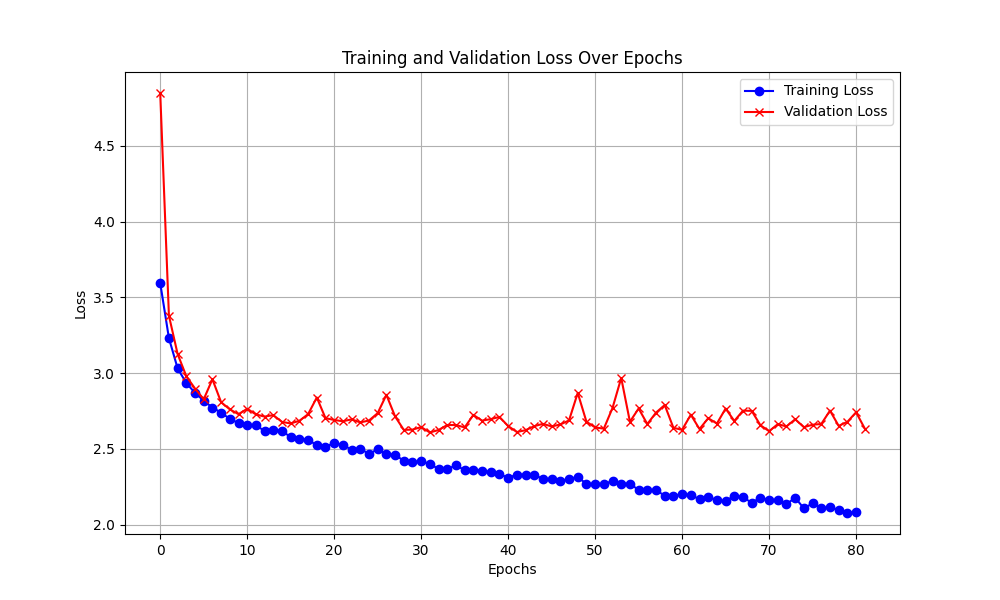 Training and Validation Loss Over Epochs
Training Loss
Validation Loss
4.5
4.0
3.5
3.0
2.5
2.0
Loss
0 10 20 30 40 50 60 70 80
Epochs